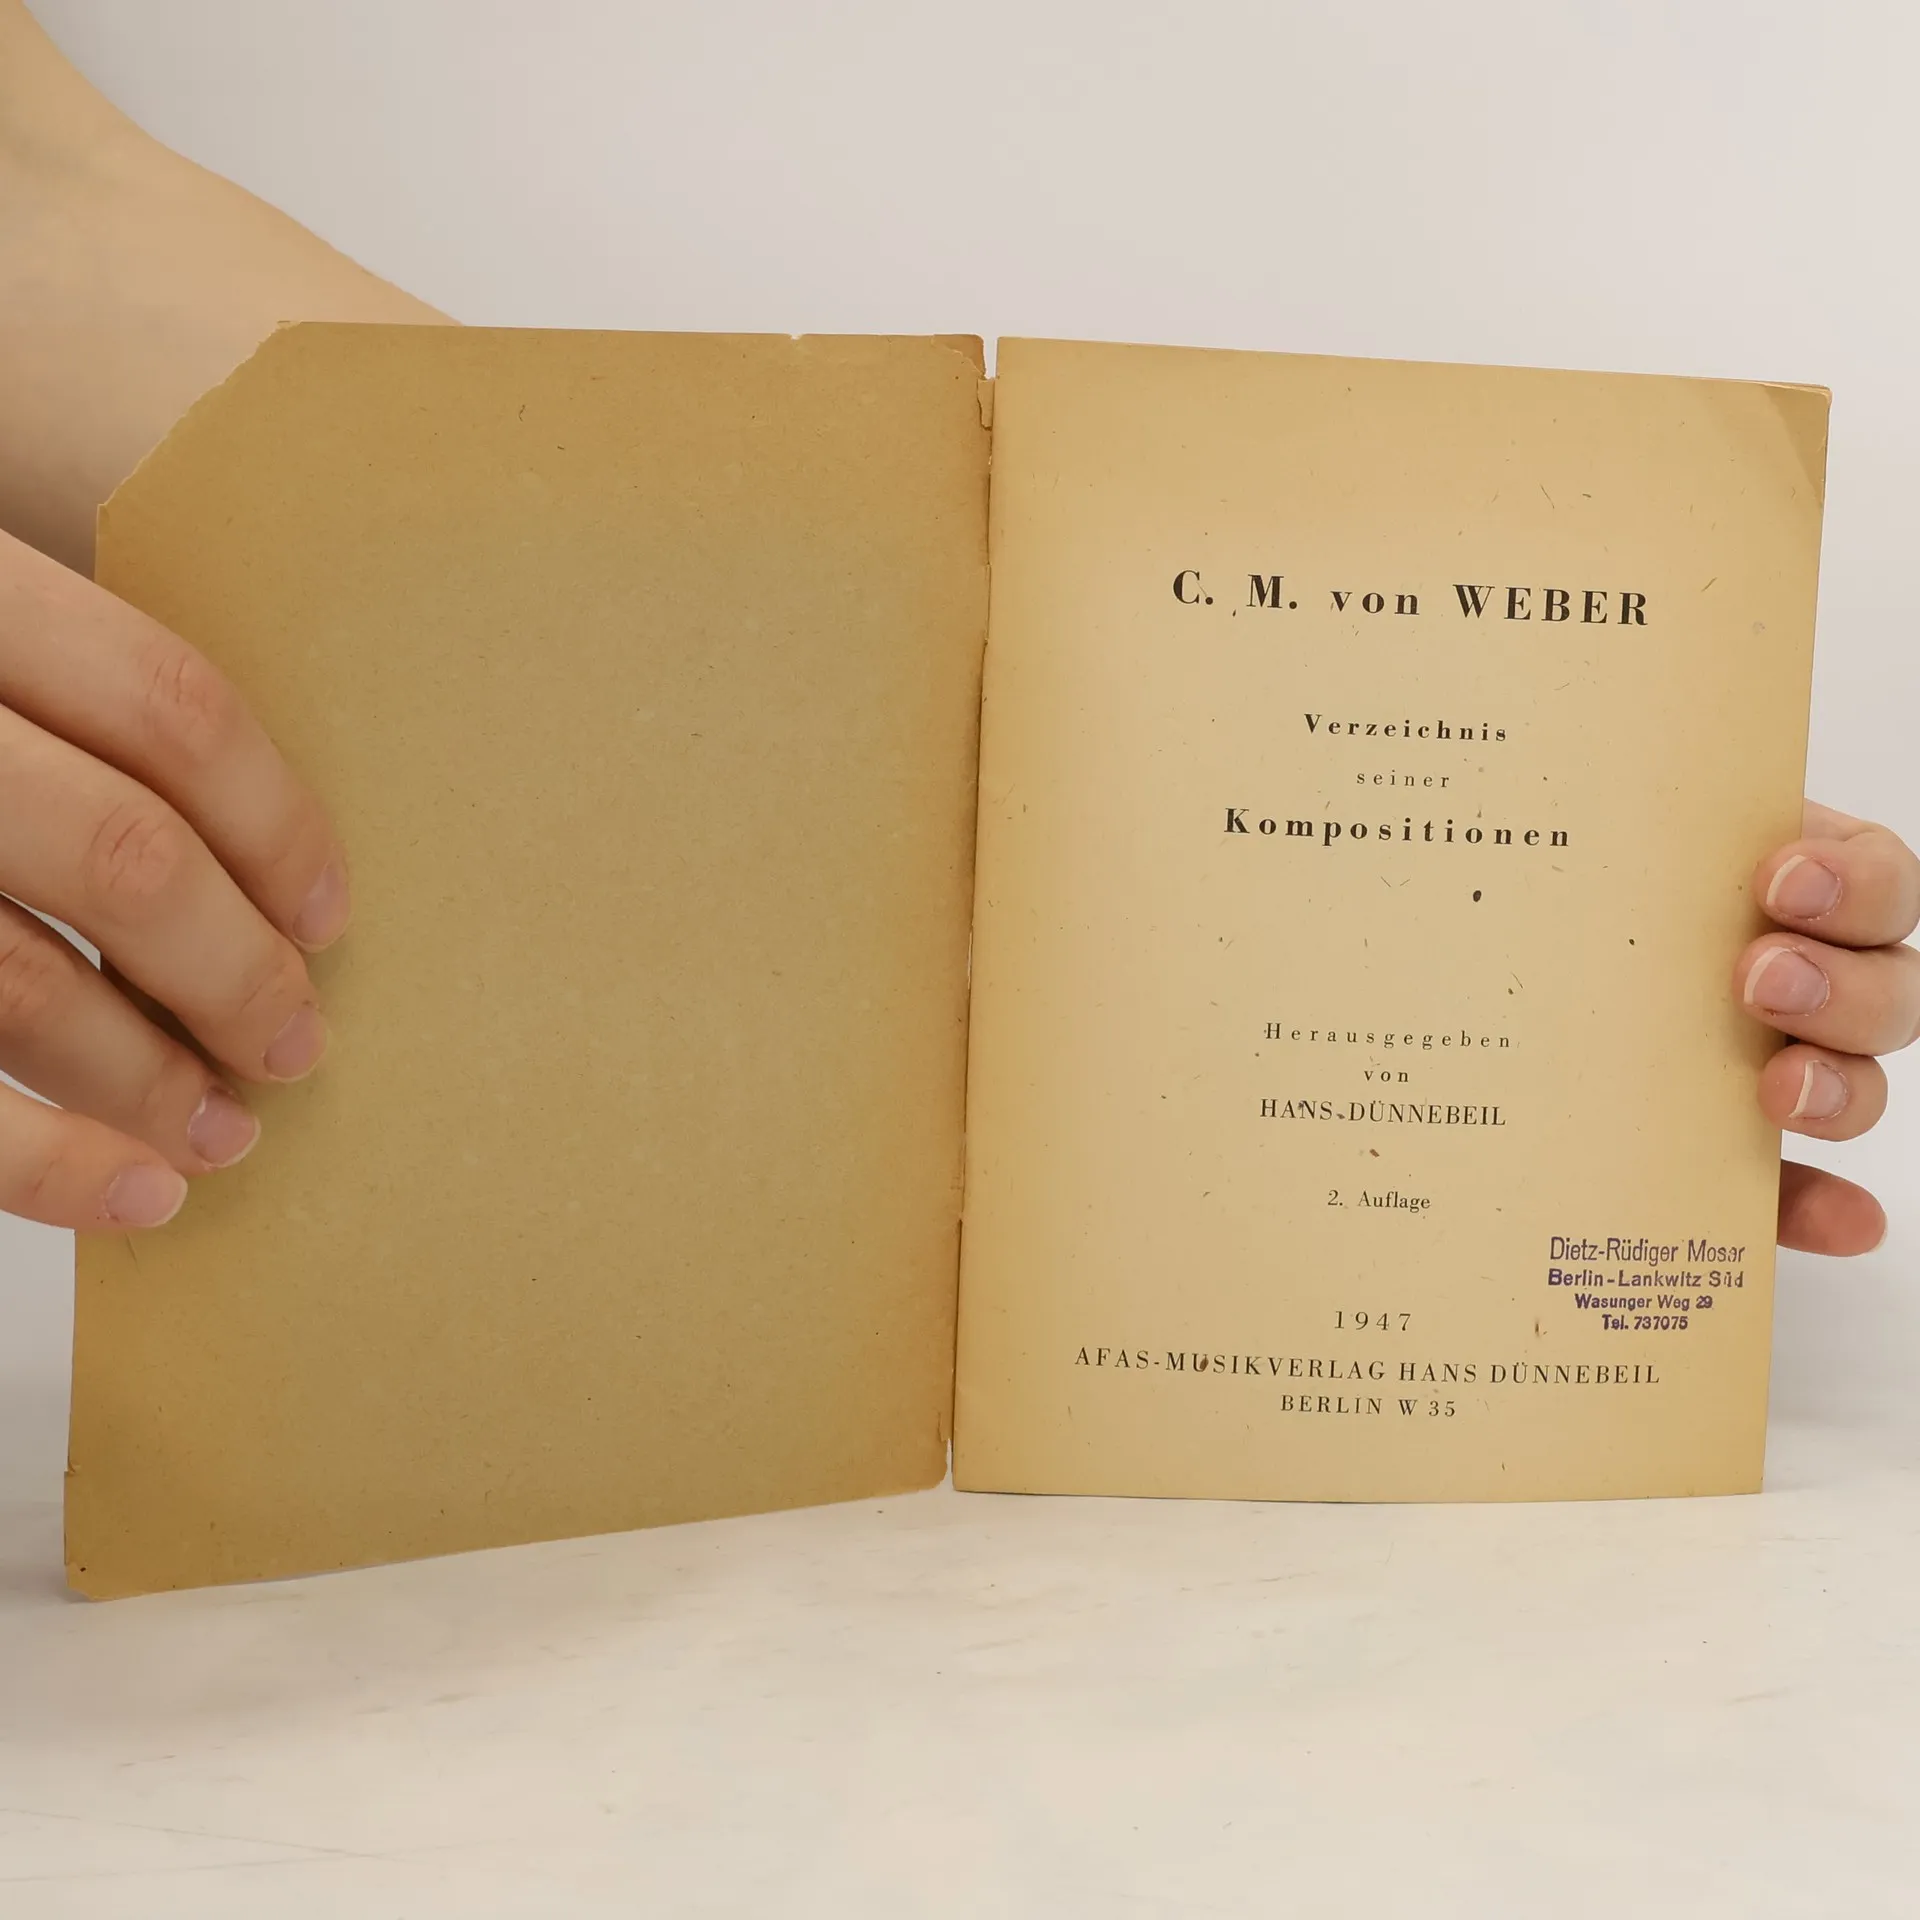 C. M. von WEBER
Verzeichnis
seiner
Kompositionen
Herausgegeben
von
HANS DÜNNEBEIL
2. Auflage
Dietz-Rüdiger Moser
Berlin-Lankwitz Süd
Wasunger Weg 29
Tel. 737075
1947
AFAS-MUSIKVERLAG HANS DÜNNEBEIL
BERLIN W 35